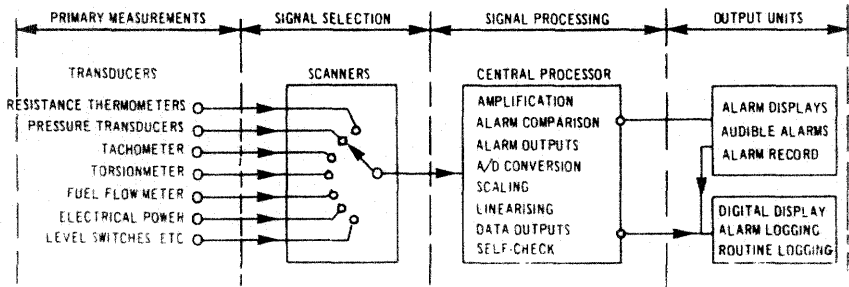 PRIMARY MEASUREMENTS
SIGNAL SELECTION
SIGNAL PROCESSING
OUTPUT UNITS
TRANSDUCERS
RESISTANCE THERMOMETERS
PRESSURE TRANSDUCERS
TACHOMETER
TORSIONMETER
FUEL FLOW METER
ELECTRICAL POWER
LEVEL SWITCHES ETC
SCANNERS
CENTRAL PROCESSOR
AMPLIFICATION
ALARM COMPARISON
ALARM OUTPUTS
A/D CONVERSION
SCALING
LINEARISING
DATA OUTPUTS
SELF-CHECK
ALARM DISPLAYS
AUDIBLE ALARMS
ALARM RECORD
DIGITAL DISPLAY
ALARM LOGGING
ROUTINE LOGGING